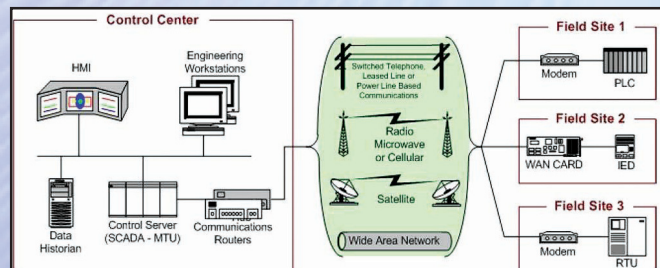 Control Center
HMI
Engineering
Workstations
Data
Historian
Control Server
(SCADA - MTU)
Communications
Routers
Switched Telephone,
Leased Line or
Power Line Based
Communications
Radio
Microwave
or Cellular
Satellite
Wide Area Network
Field Site 1
Modem
PLC
Field Site 2
WAN CARD
IED
Field Site 3
Modem
RTU